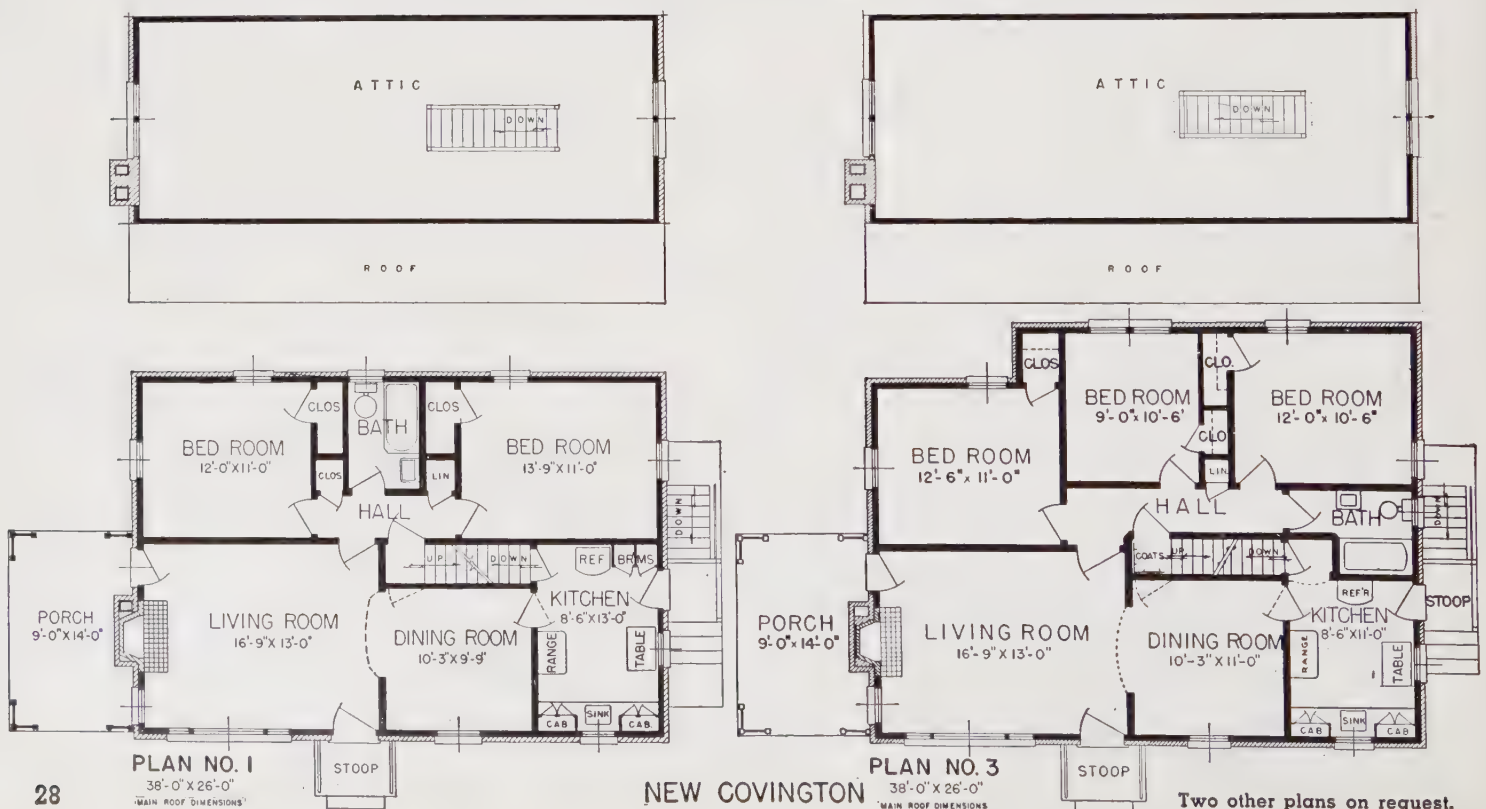 ATTIC
DOWN
ROOF
ATTIC
DOWN
ROOF
CLOS
BATH
CLOS
BED ROOM
12'-0"X11'-0"
BED ROOM
13'-9"X11'-0"
CLOS
LIN
HALL
DOWN
UP
DOWN
REF
BRMS
PORCH
9'-0"X14'-0"
LIVING ROOM
16'-9"X13'-0"
DINING ROOM
10'-3"X9'-9"
KITCHEN
8'-6"X13'-0"
RANGE
TABLE
CAB
SINK
CAB.
STOOP
PLAN NO. 1
38'-0"X26'-0"
MAIN ROOF DIMENSIONS
CLOS
CLO.
BED ROOM
9'-0"X10'-6'
BED ROOM
12'-0"X10'-6"
BED ROOM
12'-6"X11'-0"
CLO
LIN
HALL
BATH
DOWN
COATS
UP
DOWN
REF'R
STOOP
PORCH
9'-0"X14'-0"
LIVING ROOM
16'-9"X13'-0"
DINING ROOM
10'-3"X11'-0"
KITCHEN
8'-6"X11'-0"
RANGE
TABLE
CAB
SINK
CAB.
STOOP
PLAN NO. 3
38'-0"X26'-0"
MAIN ROOF DIMENSIONS
28
NEW COVINGTON
Two other plans on request.